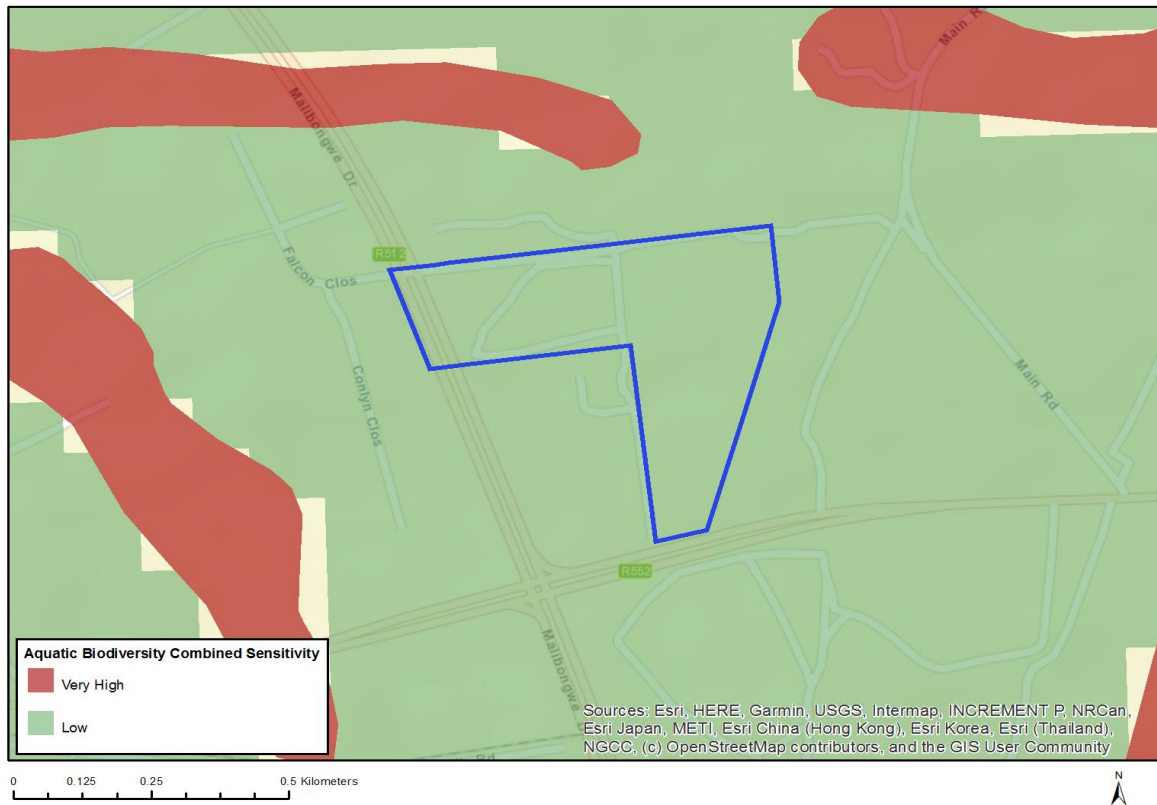 Main Rd
Malibongwe Dr
R512
Falcon Clos
Conlyn Clos
Main Rd
R552
Malibongwe D
Rd
Aquatic Biodiversity Combined Sensitivity
Very High
Low
Sources: Esri, HERE, Garmin, USGS, Intermap, INCREMENT P, NRCan,
Esri Japan, METI, Esri China (Hong Kong), Esri Korea, Esri (Thailand),
NGCC, (c) OpenStreetMap contributors, and the GIS User Community
0 0.125 0.25 0.5 Kilometers
N